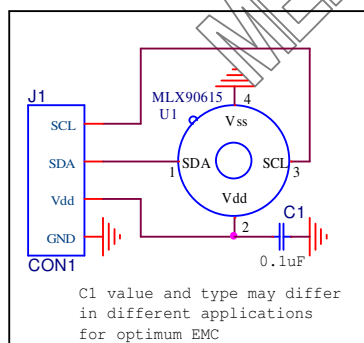 J1
MLX90615
U1
4
Vss
SCL
SDA
1
SDA
SCL
3
Vdd
Vdd
2
C1
GND
0.1uF
CON1
C1 value and type may differ
in different applications
for optimum EMC